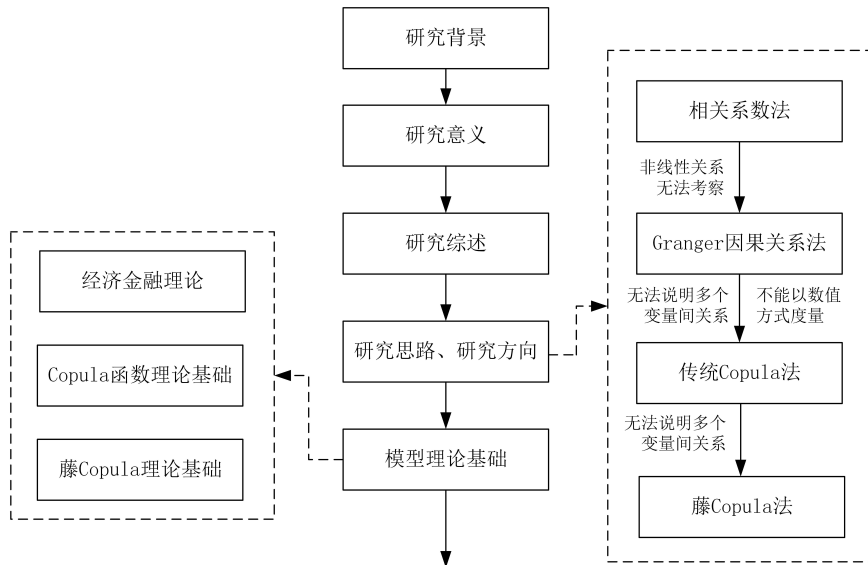 研究背景
研究意义
研究综述
研究思路、研究方向
模型理论基础
经济金融理论
Copula函数理论基础
藤Copula理论基础
相关系数法
非线性关系
无法考察
Granger因果关系法
无法说明多个
变量间关系
不能以数值
方式度量
传统Copula法
无法说明多个
变量间关系
藤Copula法